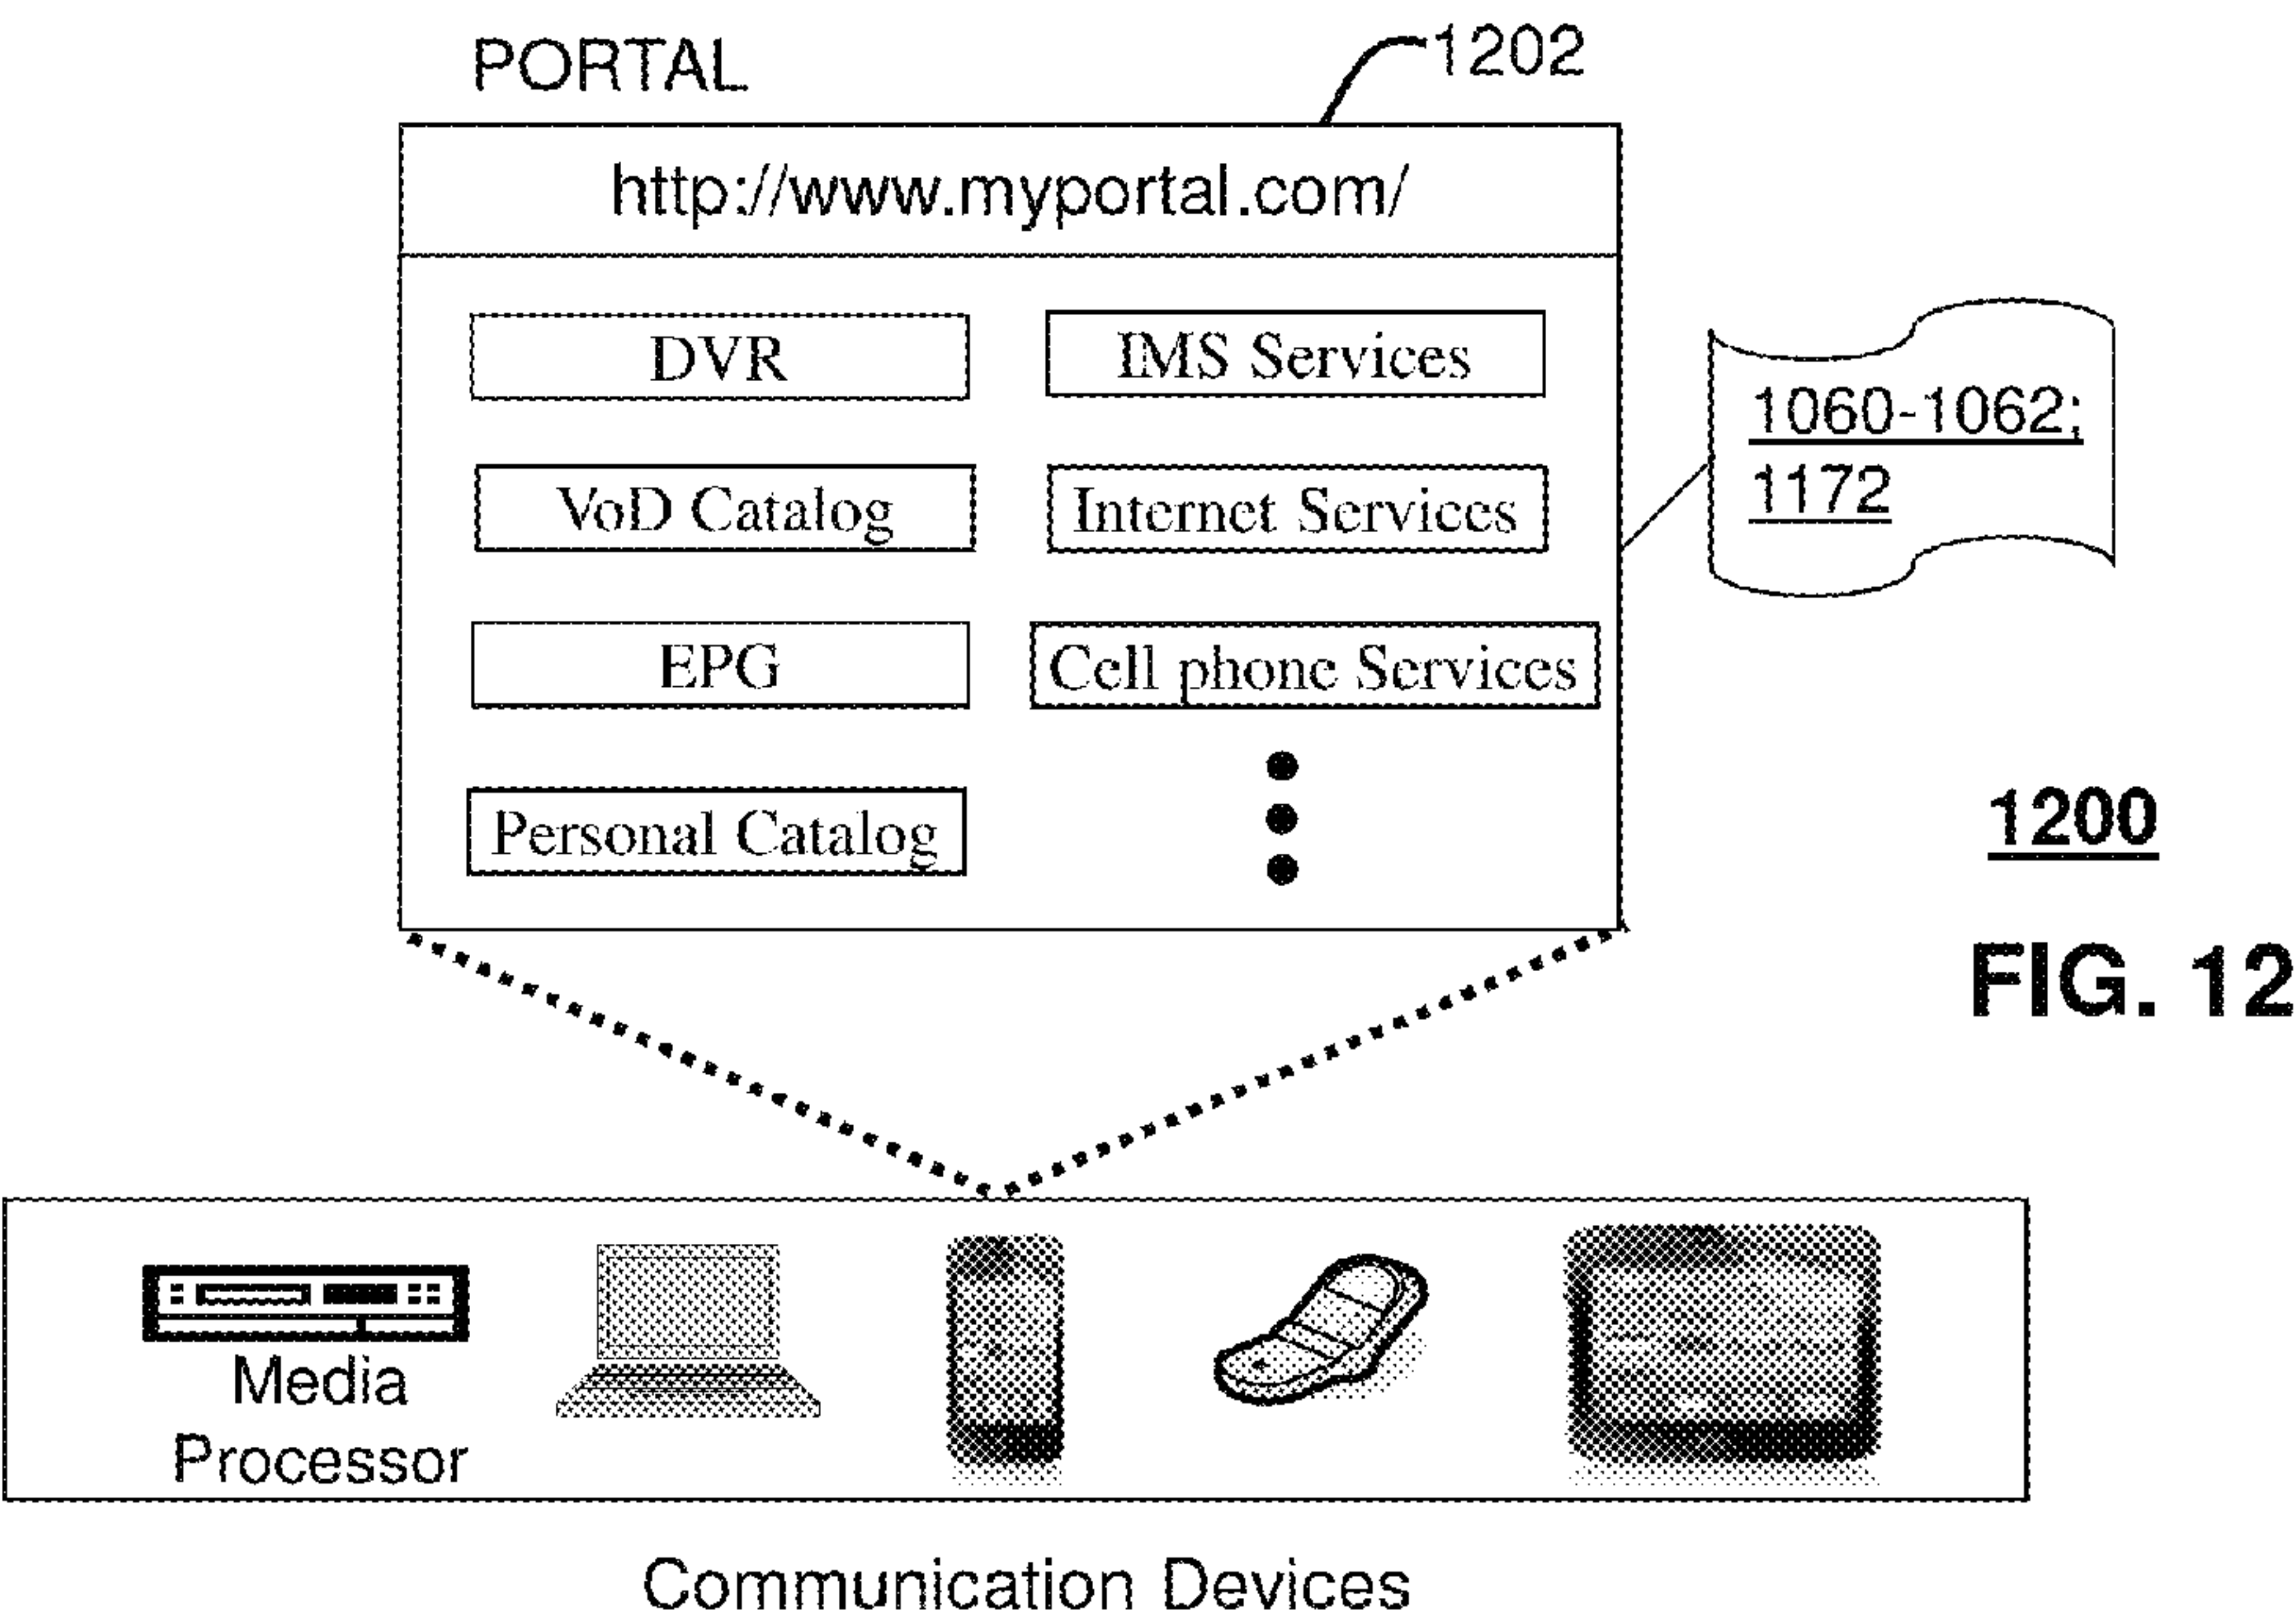 PORTAL
1202
http://www.myportal.com/
DVR
IMS Services
VoD Catalog
Internet Services
EPG
Cell phone Services
Personal Catalog
1060-1062;
1172
1200
FIG. 12
Media
Processor
Communication Devices